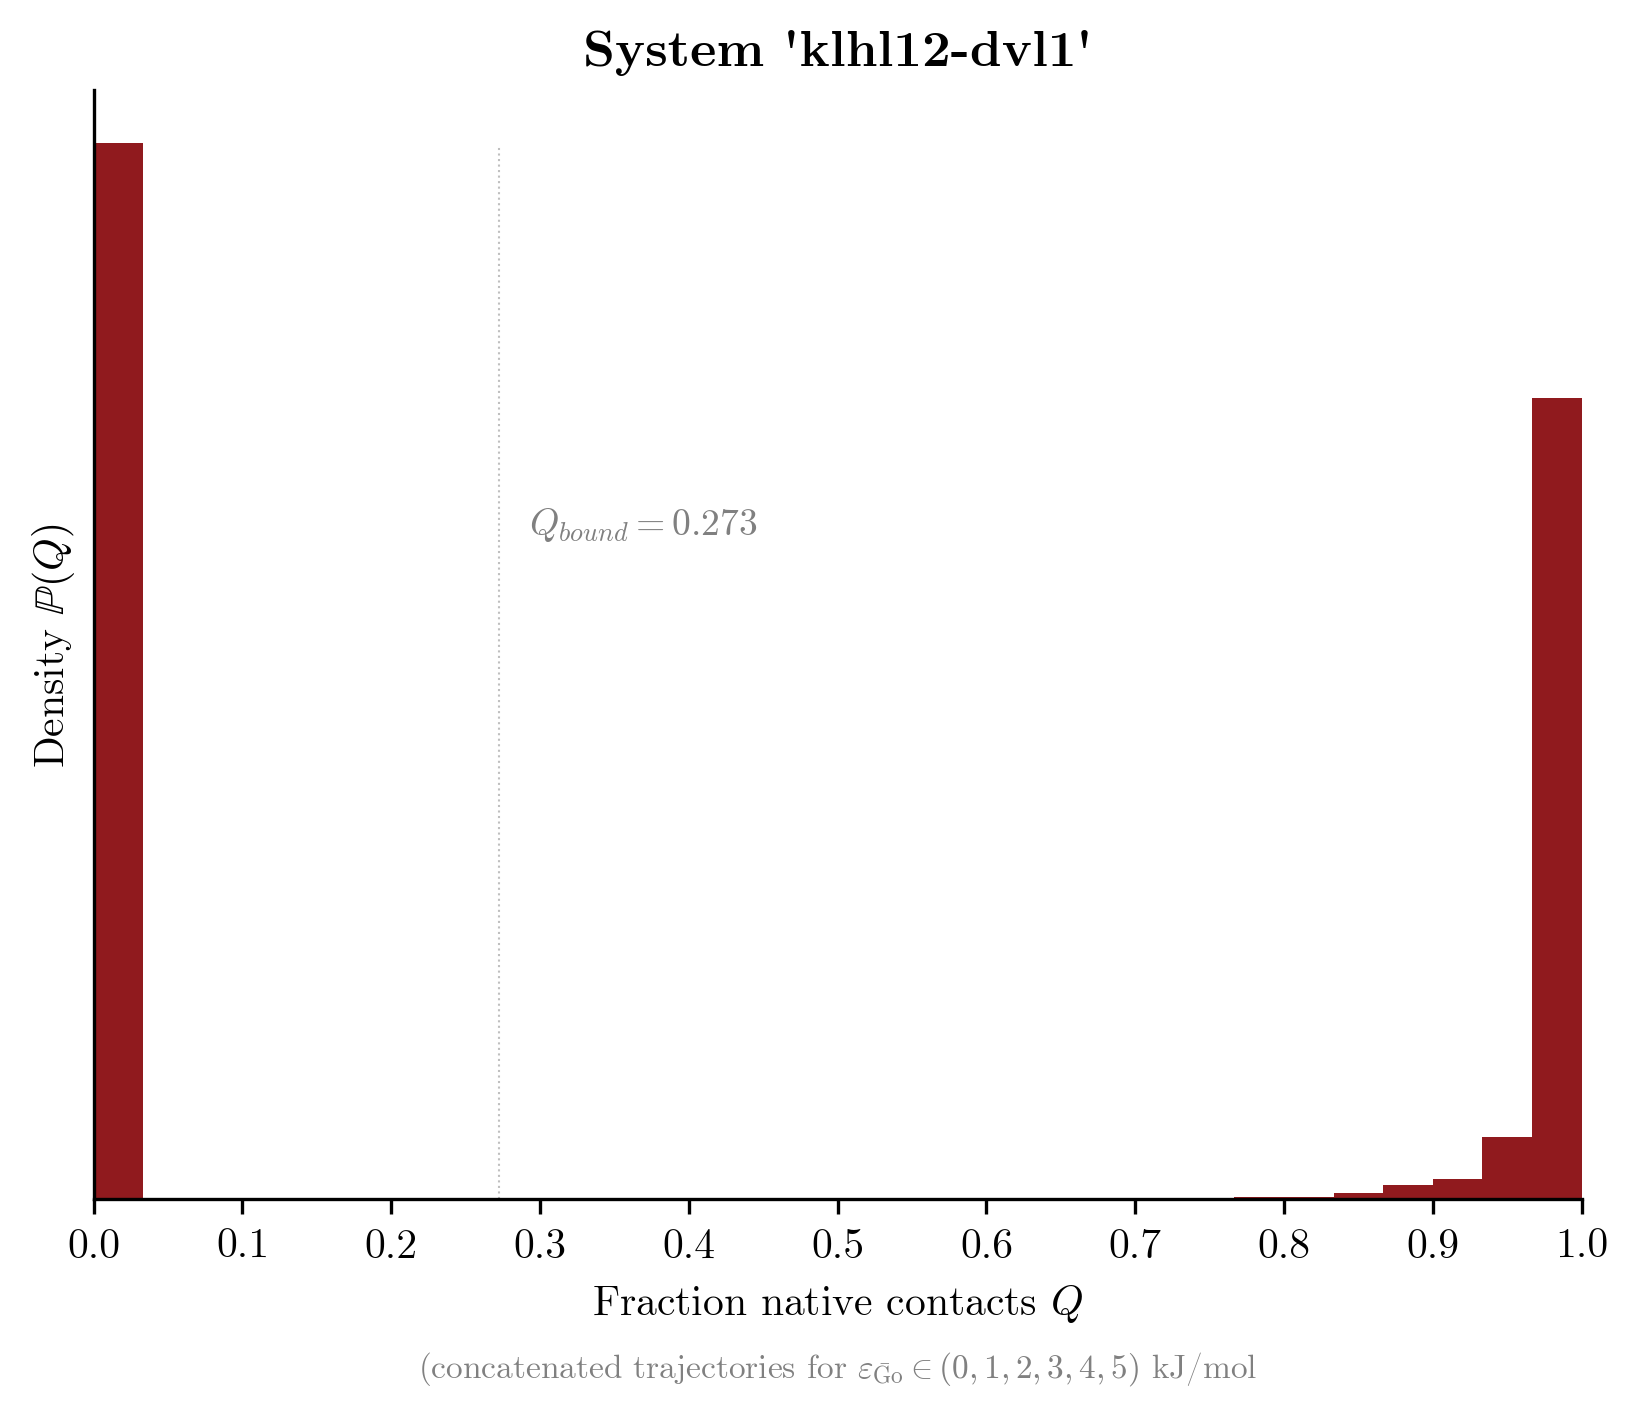 System 'klhl12-dvl1'
Density ℙ(Q)
Q_bound = 0.273
0.0 0.1 0.2 0.3 0.4 0.5 0.6 0.7 0.8 0.9 1.0
Fraction native contacts Q
(concatenated trajectories for ε_Ḡo ∈ (0, 1, 2, 3, 4, 5) kJ/mol